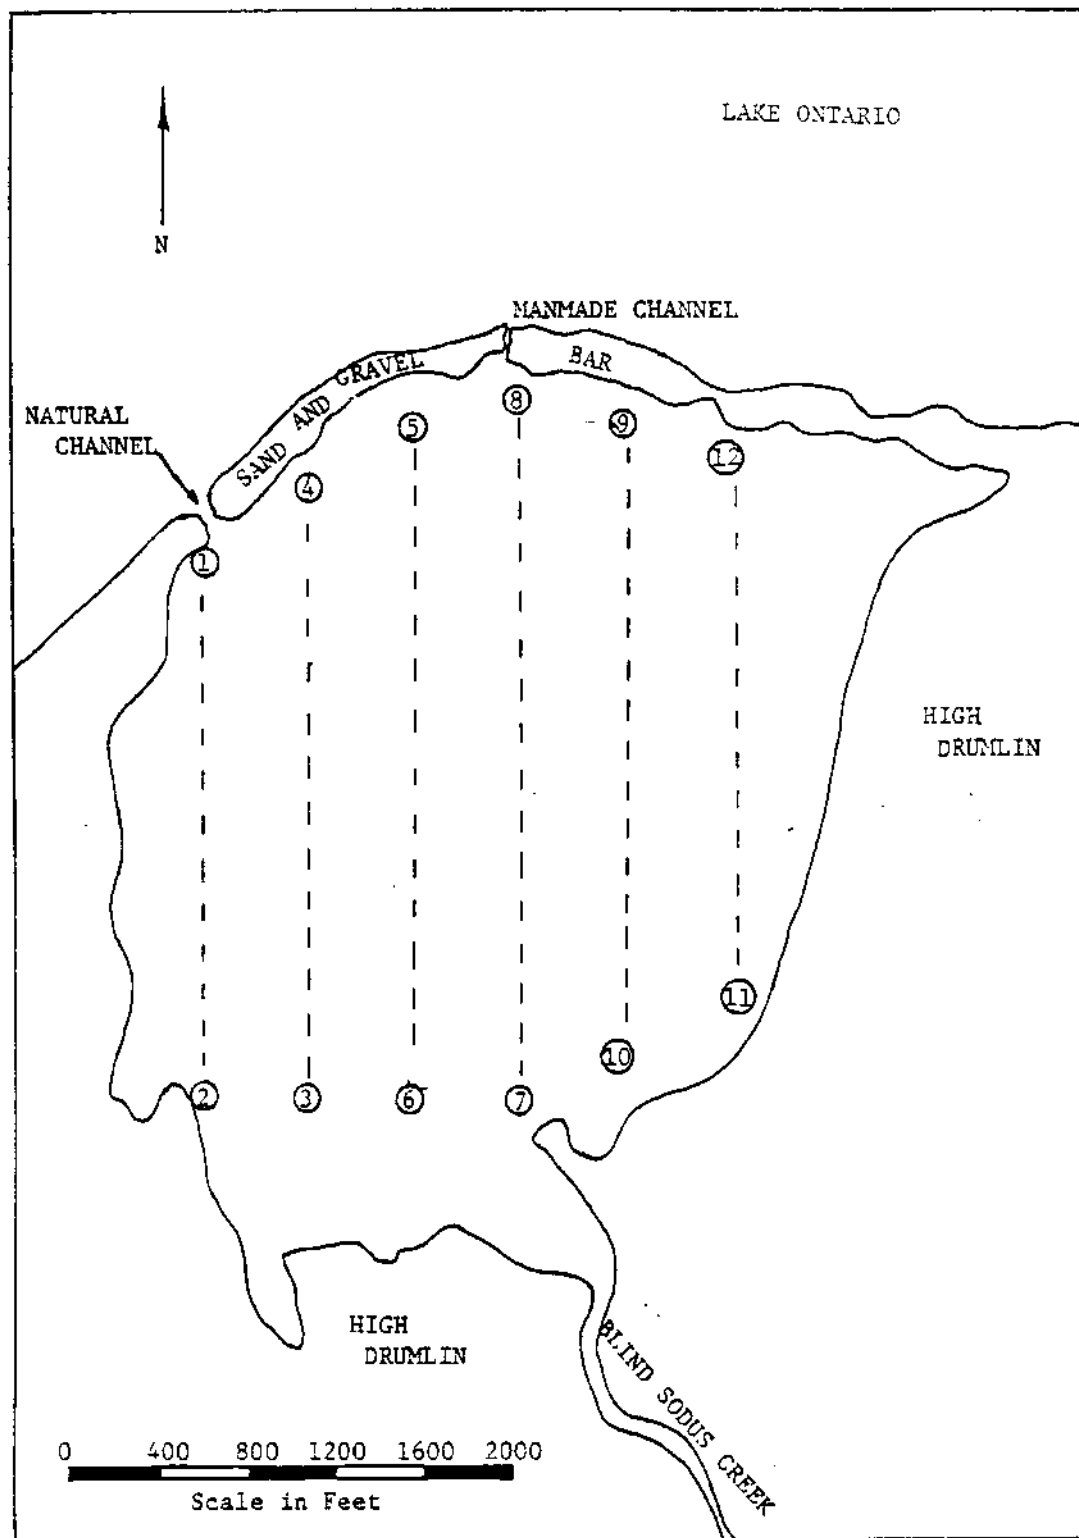 LAKE ONTARIO
N
MANMADE CHANNEL
SAND AND GRAVEL BAR
NATURAL
CHANNEL
8
5
9
12
4
1
HIGH
DRUMLIN
11
10
2
3
6
7
HIGH
DRUMLIN
BLIND SODUS CREEK
0 400 800 1200 1600 2000
Scale in Feet